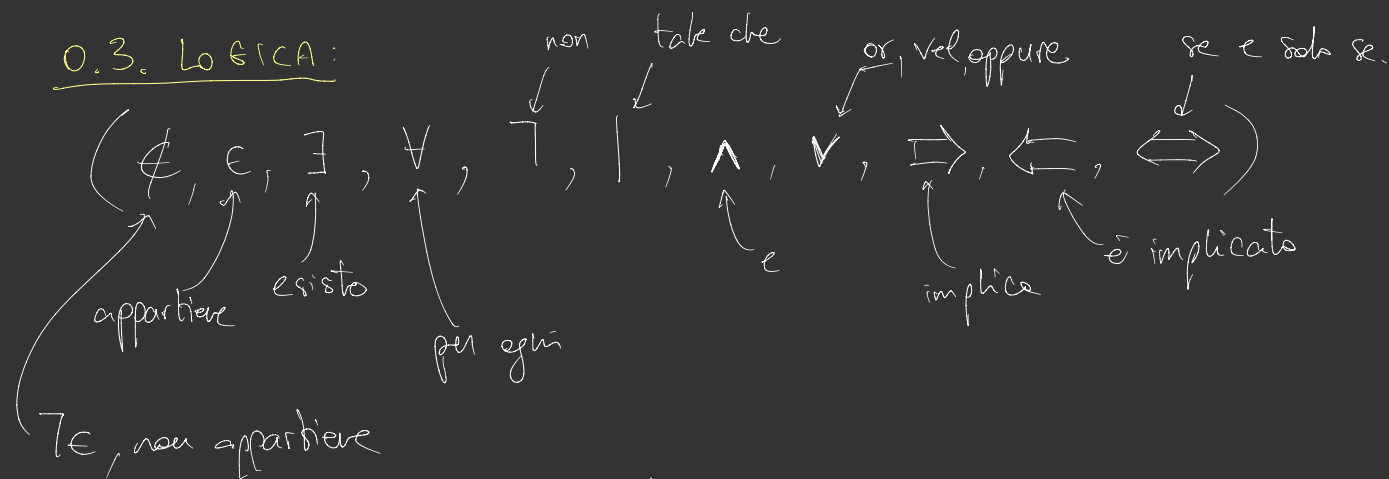 0.3. LOGICA:
non
tale che
or, vel, oppure
se e solo se.
(∉, ∈, ∃, ∀, ¬, |, ∧, ∨, ⇒, ⇐, ⇔)
e
è implicato
esisto
implica
appartiene
per ogni
¬∈, non appartiene